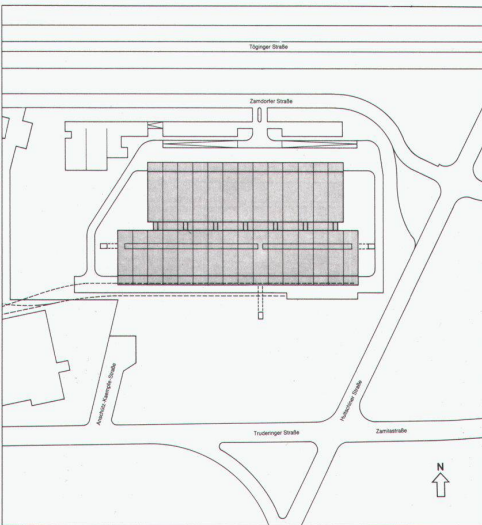 Töginger Straße
Zamdorfer Straße
Anschütz-Kaempfe-Straße
Hultschiner Straße
Truderinger Straße
Zamilastraße
N